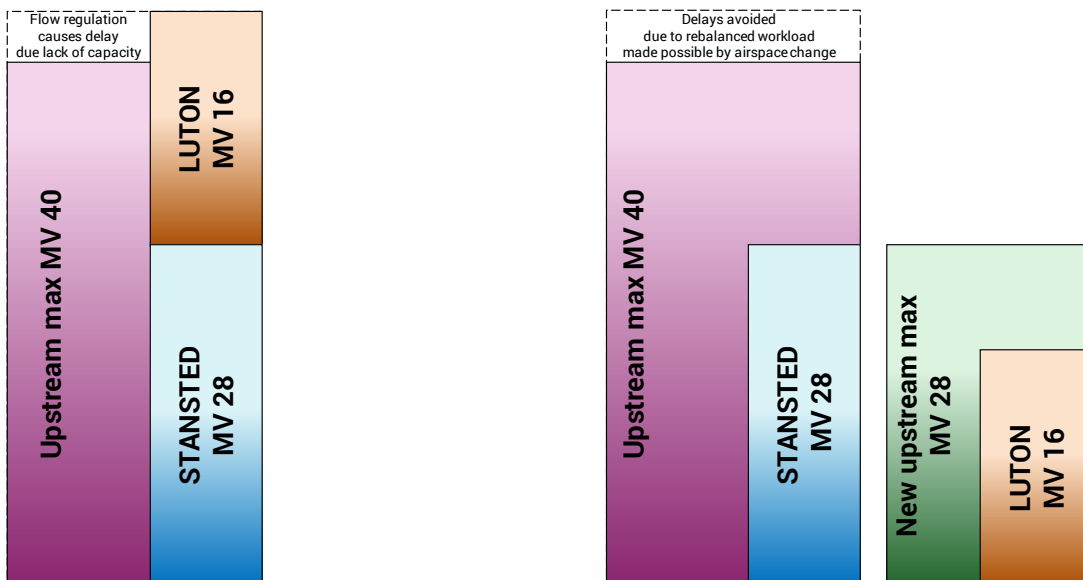 Flow regulation
causes delay
due lack of capacity
Upstream max MV 40
LUTON
MV 16
STANSTED
MV 28
Delays avoided
due to rebalanced workload
made possible by airspace change
Upstream max MV 40
STANSTED
MV 28
New upstream max
MV 28
LUTON
MV 16